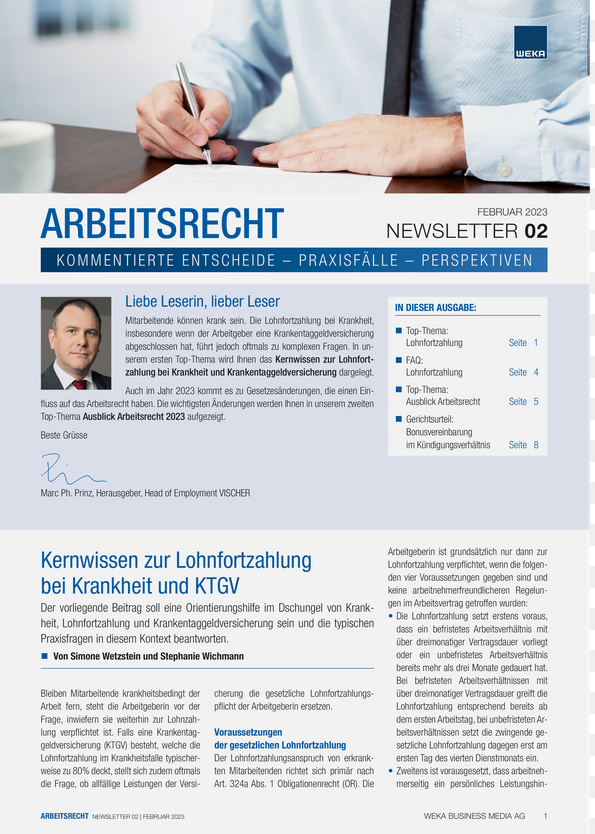 WEKA
ARBEITSRECHT
FEBRUAR 2023
NEWSLETTER 02
KOMMENTIERTE ENTSCHEIDE – PRAXISFÄLLE – PERSPEKTIVEN
Liebe Leserin, lieber Leser
Mitarbeitende können krank sein. Die Lohnfortzahlung bei Krankheit,
insbesondere wenn der Arbeitgeber eine Krankentaggeldversicherung
abgeschlossen hat, führt jedoch oftmals zu komplexen Fragen. In un-
serem ersten Top-Thema wird Ihnen das Kernwissen zur Lohnfort-
zahlung bei Krankheit und Krankentaggeldversicherung dargelegt.
Auch im Jahr 2023 kommt es zu Gesetzesänderungen, die einen Ein-
fluss auf das Arbeitsrecht haben. Die wichtigsten Änderungen werden Ihnen in unserem zweiten
Top-Thema Ausblick Arbeitsrecht 2023 aufgezeigt.
Beste Grüsse
Marc Ph. Prinz, Herausgeber, Head of Employment VISCHER
IN DIESER AUSGABE:
Top-Thema:
Lohnfortzahlung Seite 1
FAQ:
Lohnfortzahlung Seite 4
Top-Thema:
Ausblick Arbeitsrecht Seite 5
Gerichtsurteil:
Bonusvereinbarung
im Kündigungsverhältnis Seite 8
Kernwissen zur Lohnfortzahlung
bei Krankheit und KTGV
Der vorliegende Beitrag soll eine Orientierungshilfe im Dschungel von Krank-
heit, Lohnfortzahlung und Krankentaggeldversicherung sein und die typischen
Praxisfragen in diesem Kontext beantworten.
Von Simone Wetzstein und Stephanie Wichmann
Bleiben Mitarbeitende krankheitsbedingt der
Arbeit fern, steht die Arbeitgeberin vor der
Frage, inwiefern sie weiterhin zur Lohnzah-
lung verpflichtet ist. Falls eine Krankentag-
geldversicherung (KTGV) besteht, welche die
Lohnfortzahlung im Krankheitsfalle typischer-
weise zu 80% deckt, stellt sich zudem oftmals
die Frage, ob allfällige Leistungen der Versi-
cherung die gesetzliche Lohnfortzahlungs-
pflicht der Arbeitgeberin ersetzen.
Voraussetzungen
der gesetzlichen Lohnfortzahlung
Der Lohnfortzahlungsanspruch von erkrank-
ten Mitarbeitenden richtet sich primär nach
Art. 324a Abs. 1 Obligationenrecht (OR). Die
Arbeitgeberin ist grundsätzlich nur dann zur
Lohnfortzahlung verpflichtet, wenn die folgen-
den vier Voraussetzungen gegeben sind und
keine arbeitnehmerfreundlicheren Regelun-
gen im Arbeitsvertrag getroffen wurden:
• Die Lohnfortzahlung setzt erstens voraus,
dass ein befristetes Arbeitsverhältnis mit
über dreimonatiger Vertragsdauer vorliegt
oder ein unbefristetes Arbeitsverhältnis
bereits mehr als drei Monate gedauert hat.
Bei befristeten Arbeitsverhältnissen mit
über dreimonatiger Vertragsdauer greift die
Lohnfortzahlung entsprechend bereits ab
dem ersten Arbeitstag, bei unbefristeten Ar-
beitsverhältnissen setzt die zwingende ge-
setzliche Lohnfortzahlung dagegen erst am
ersten Tag des vierten Dienstmonats ein.
• Zweitens ist vorausgesetzt, dass arbeitneh-
merseitig ein persönliches Leistungshin-
ARBEITSRECHT NEWSLETTER 02 | FEBRUAR 2023
WEKA BUSINESS MEDIA AG 1